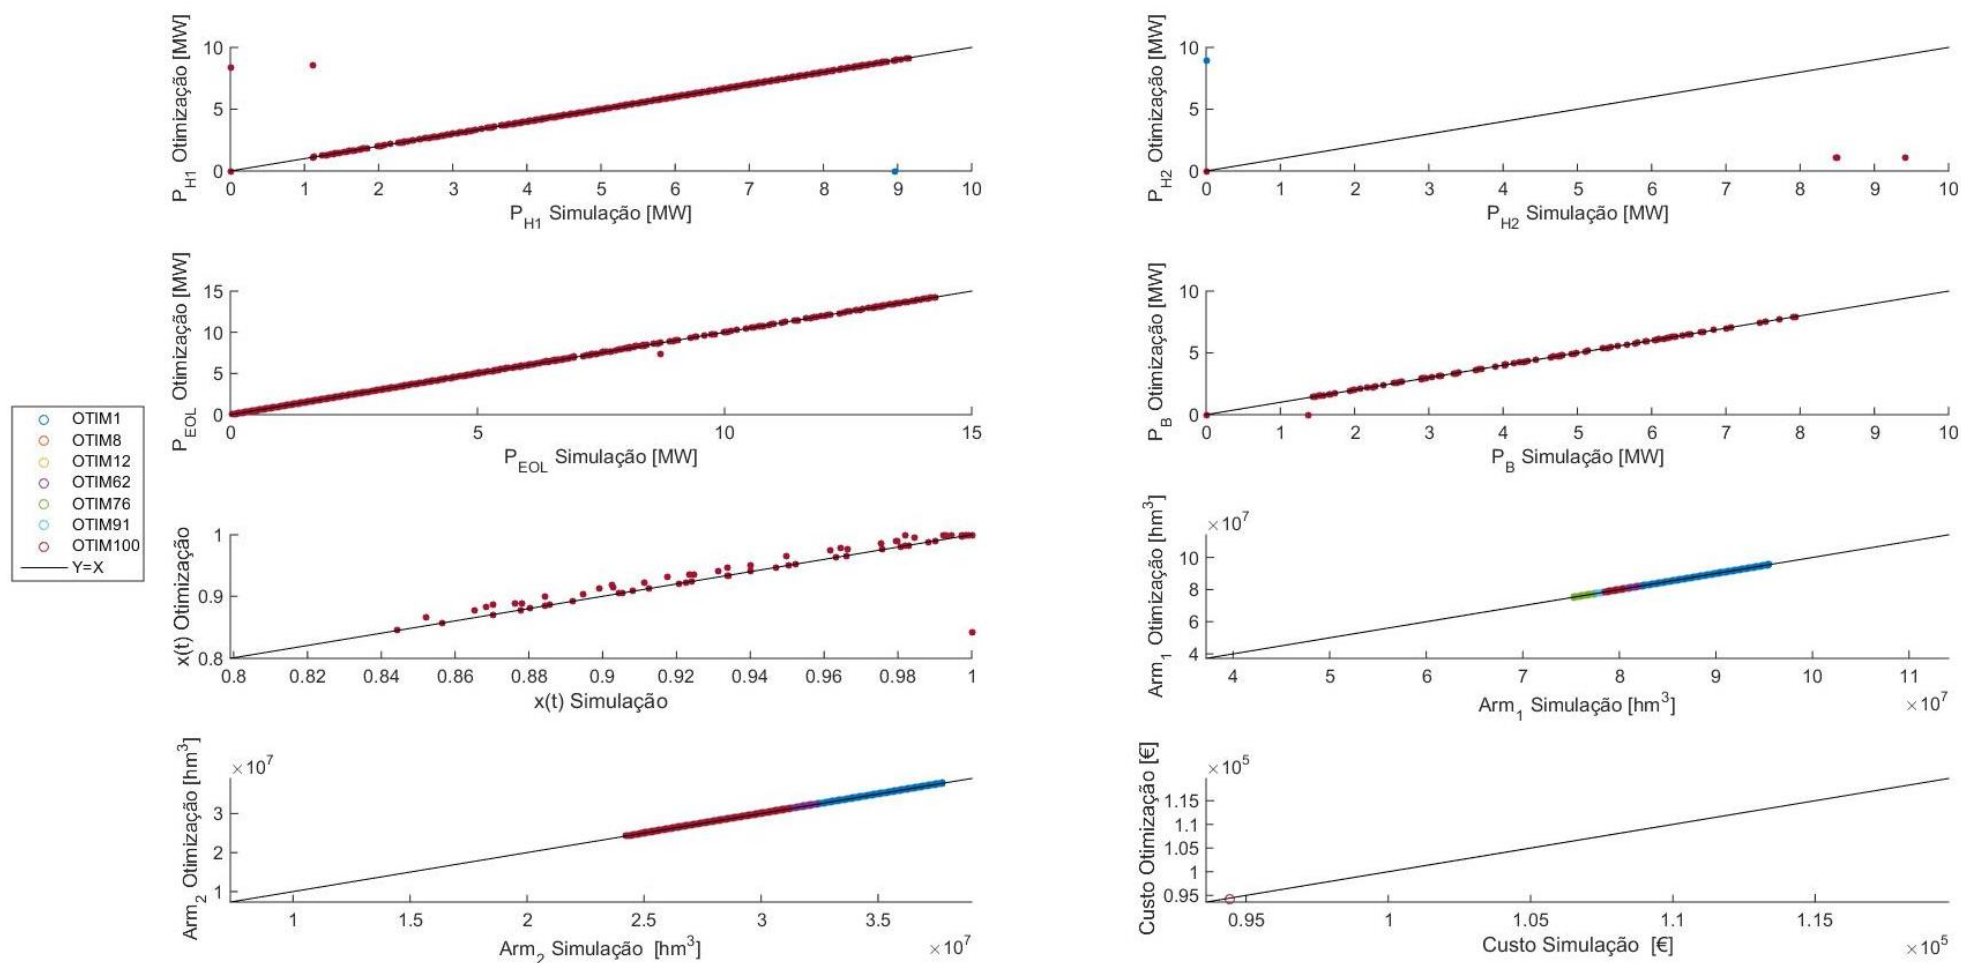 10
5
0
P_H1 Otimização [MW]
0 1 2 3 4 5 6 7 8 9 10
P_H1 Simulação [MW]
10
5
0
P_H2 Otimização [MW]
0 1 2 3 4 5 6 7 8 9 10
P_H2 Simulação [MW]
15
10
5
0
P_EOL Otimização [MW]
0 5 10 15
P_EOL Simulação [MW]
10
5
0
P_B Otimização [MW]
0 1 2 3 4 5 6 7 8 9 10
P_B Simulação [MW]
OTIM1
OTIM8
OTIM12
OTIM62
OTIM76
OTIM91
OTIM100
Y=X
1
0.9
0.8
x(t) Otimização
0.8 0.82 0.84 0.86 0.88 0.9 0.92 0.94 0.96 0.98 1
x(t) Simulação
×10^7
10
8
6
4
Arm_1 Otimização [hm^3]
4 5 6 7 8 9 10 11
×10^7
Arm_1 Simulação [hm^3]
×10^7
3
2
1
Arm_2 Otimização [hm^3]
1 1.5 2 2.5 3 3.5
×10^7
Arm_2 Simulação [hm^3]
×10^5
1.15
1.1
1.05
1
0.95
Custo Otimização [€]
0.95 1 1.05 1.1 1.15
×10^5
Custo Simulação [€]